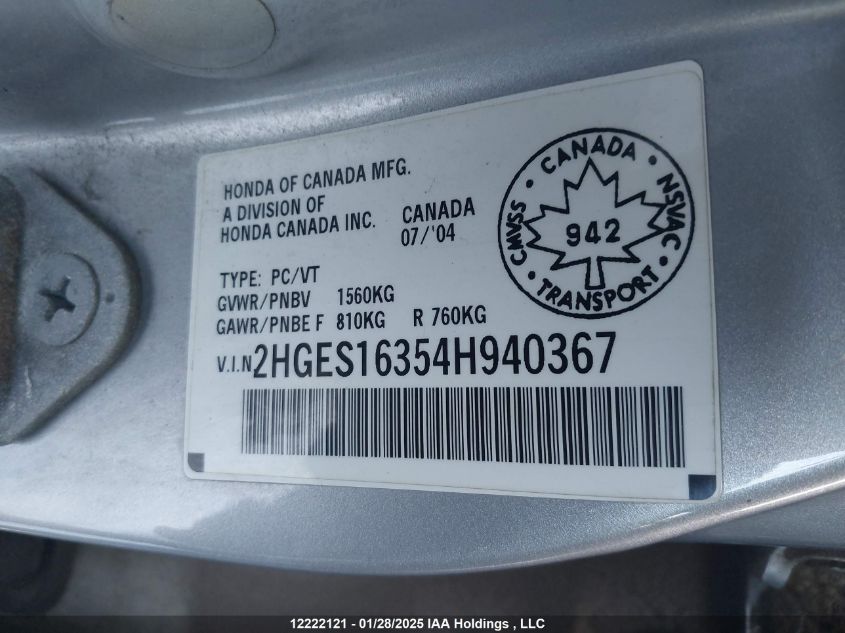 HONDA OF CANADA MFG.
A DIVISION OF
HONDA CANADA INC.
CANADA
07/'04
CANADA • NSVAC • TRANSPORT • CMVSS •
942
TYPE: PC/VT
GVWR/PNBV 1560KG
GAWR/PNBE F 810KG R 760KG
V.I.N 2HGES16354H940367
12222121 - 01/28/2025 IAA Holdings , LLC